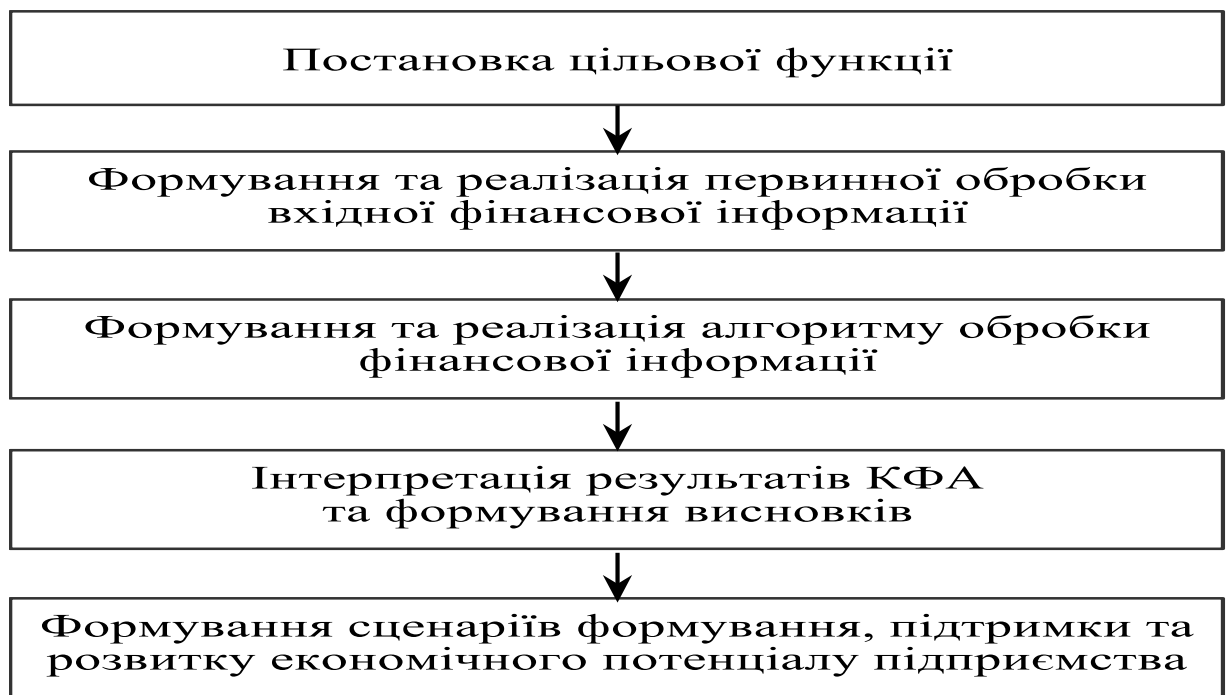 Постановка цільової функції
Формування та реалізація первинної обробки
вхідної фінансової інформації
Формування та реалізація алгоритму обробки
фінансової інформації
Інтерпретація результатів КФА
та формування висновків
Формування сценаріїв формування, підтримки та
розвитку економічного потенціалу підприємства